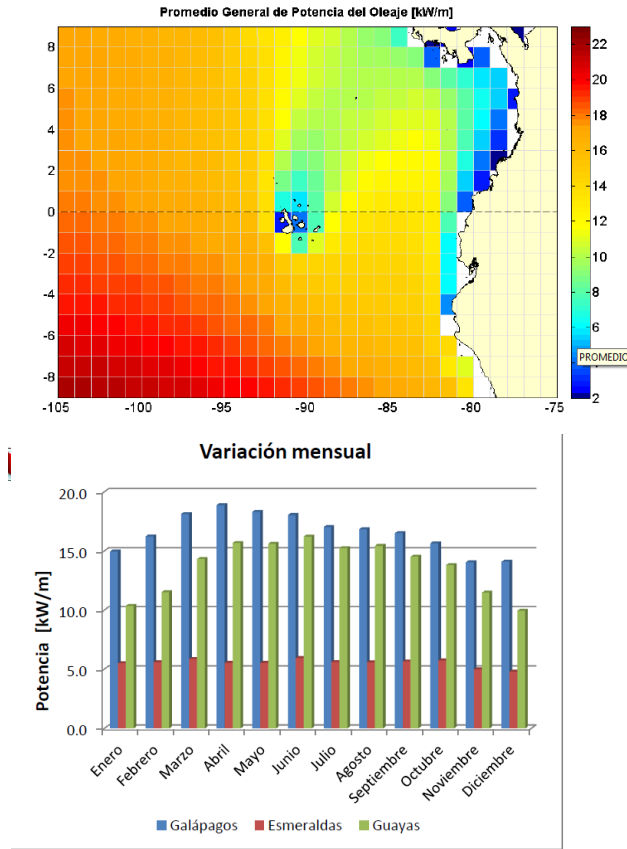 Promedio General de Potencia del Oleaje [kW/m]
8
6
4
2
0
-2
-4
-6
-8
-105
-100
-95
-90
-85
-80
-75
22
20
18
16
14
12
10
8
6
PROMEDIO
2
Variación mensual
Potencia [kW/m]
20.0
15.0
10.0
5.0
0.0
Enero
Febrero
Marzo
Abril
Mayo
Junio
Julio
Agosto
Septiembre
Octubre
Noviembre
Diciembre
Galápagos
Esmeraldas
Guayas